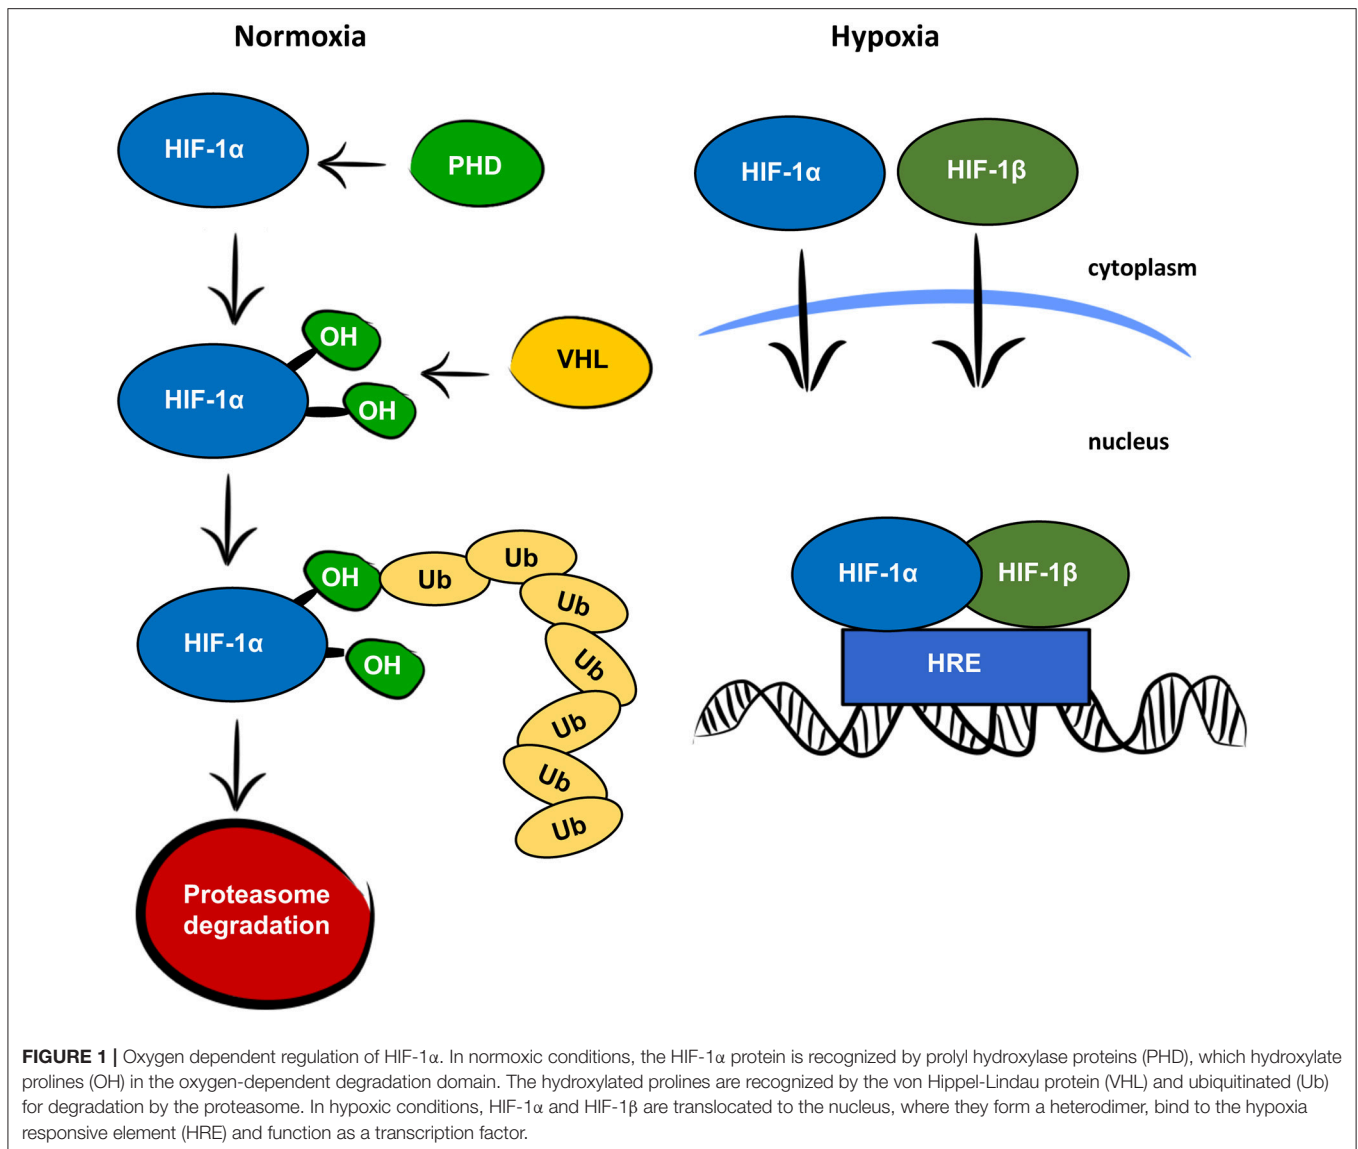 Normoxia
HIF-1α
PHD
OH
HIF-1α
OH
VHL
OH
Ub
Ub
Ub
HIF-1α
OH
Ub
Ub
Ub
Ub
Proteasome
degradation
Hypoxia
HIF-1α
HIF-1β
cytoplasm
nucleus
HIF-1α
HIF-1β
HRE
FIGURE 1 | Oxygen dependent regulation of HIF-1α. In normoxic conditions, the HIF-1α protein is recognized by prolyl hydroxylase proteins (PHD), which hydroxylate
prolines (OH) in the oxygen-dependent degradation domain. The hydroxylated prolines are recognized by the von Hippel-Lindau protein (VHL) and ubiquitinated (Ub)
for degradation by the proteasome. In hypoxic conditions, HIF-1α and HIF-1β are translocated to the nucleus, where they form a heterodimer, bind to the hypoxia
responsive element (HRE) and function as a transcription factor.